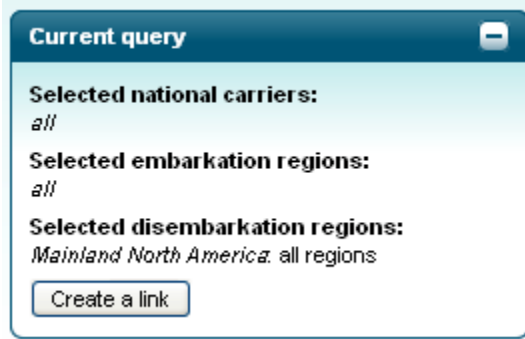 Current query
Selected national carriers:
all
Selected embarkation regions:
all
Selected disembarkation regions:
Mainland North America: all regions
Create a link